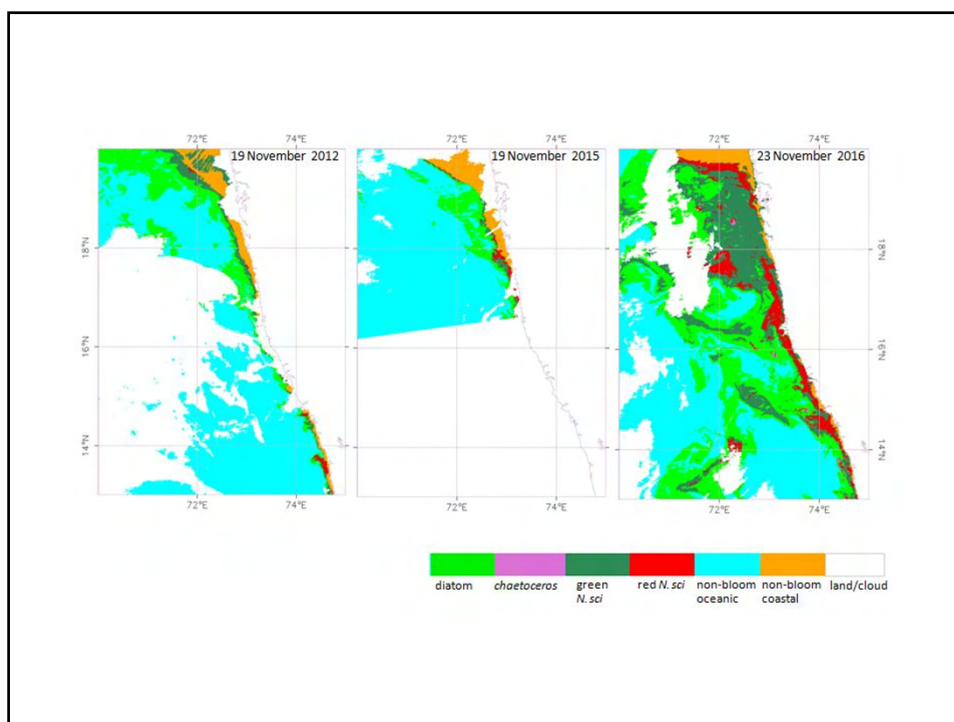 72°E 74°E 72°E 74°E 72°E 74°E
19 November 2012 19 November 2015 23 November 2016
18°N 18°N
16°N 16°N
14°N 14°N
72°E 74°E 72°E 74°E 72°E 74°E
diatom chaetoceros green red N. sci non-bloom non-bloom land/cloud
N. sci oceanic coastal